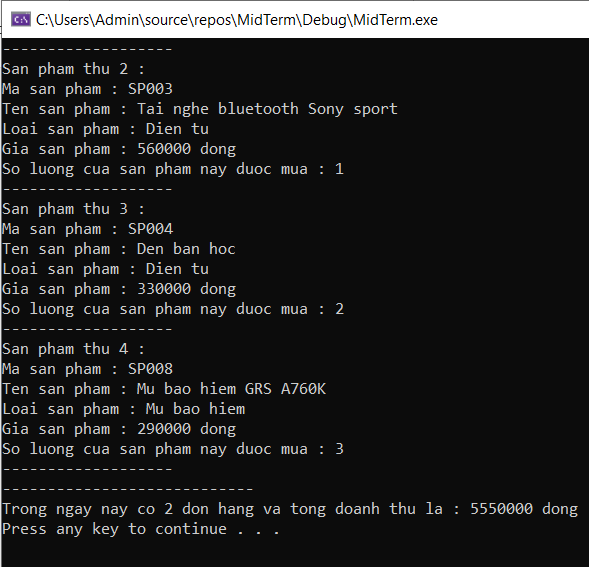 C:\Users\Admin\source\repos\MidTerm\Debug\MidTerm.exe
-------------------
San pham thu 2 :
Ma san pham : SP003
Ten san pham : Tai nghe bluetooth Sony sport
Loai san pham : Dien tu
Gia san pham : 560000 dong
So luong cua san pham nay duoc mua : 1
-------------------
San pham thu 3 :
Ma san pham : SP004
Ten san pham : Den ban hoc
Loai san pham : Dien tu
Gia san pham : 330000 dong
So luong cua san pham nay duoc mua : 2
-------------------
San pham thu 4 :
Ma san pham : SP008
Ten san pham : Mu bao hiem GRS A760K
Loai san pham : Mu bao hiem
Gia san pham : 290000 dong
So luong cua san pham nay duoc mua : 3
-------------------
----------------------------
Trong ngay nay co 2 don hang va tong doanh thu la : 5550000 dong
Press any key to continue . . .